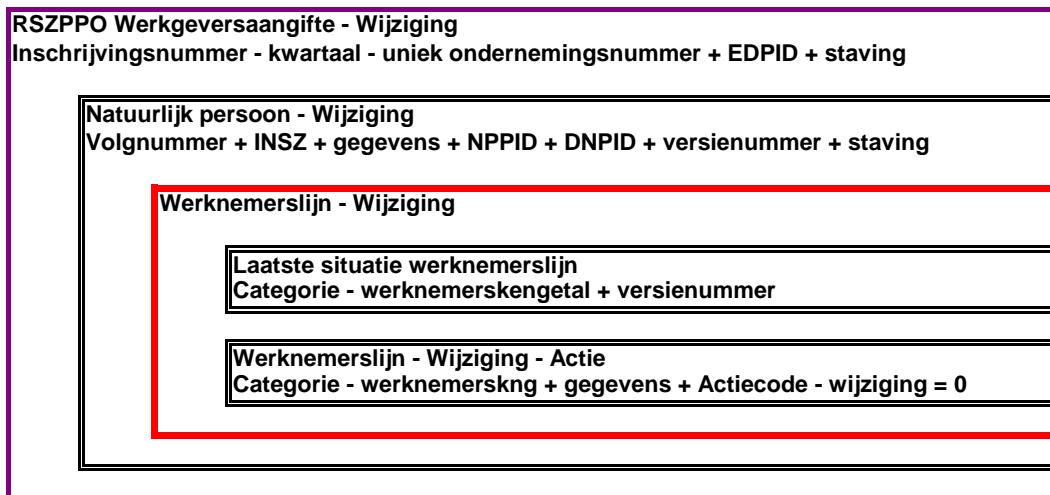 RSZPPO Werkgeversaangifte - Wijziging
Inschrijvingsnummer - kwartaal - uniek ondernemingsnummer + EDPID + staving
Natuurlijk persoon - Wijziging
Volgnummer + INSZ + gegevens + NPPID + DNPID + versienummer + staving
Werknemerslijn - Wijziging
Laatste situatie werknemerslijn
Categorie - werknemerskengetal + versienummer
Werknemerslijn - Wijziging - Actie
Categorie - werknemerskng + gegevens + Actiecode - wijziging = 0